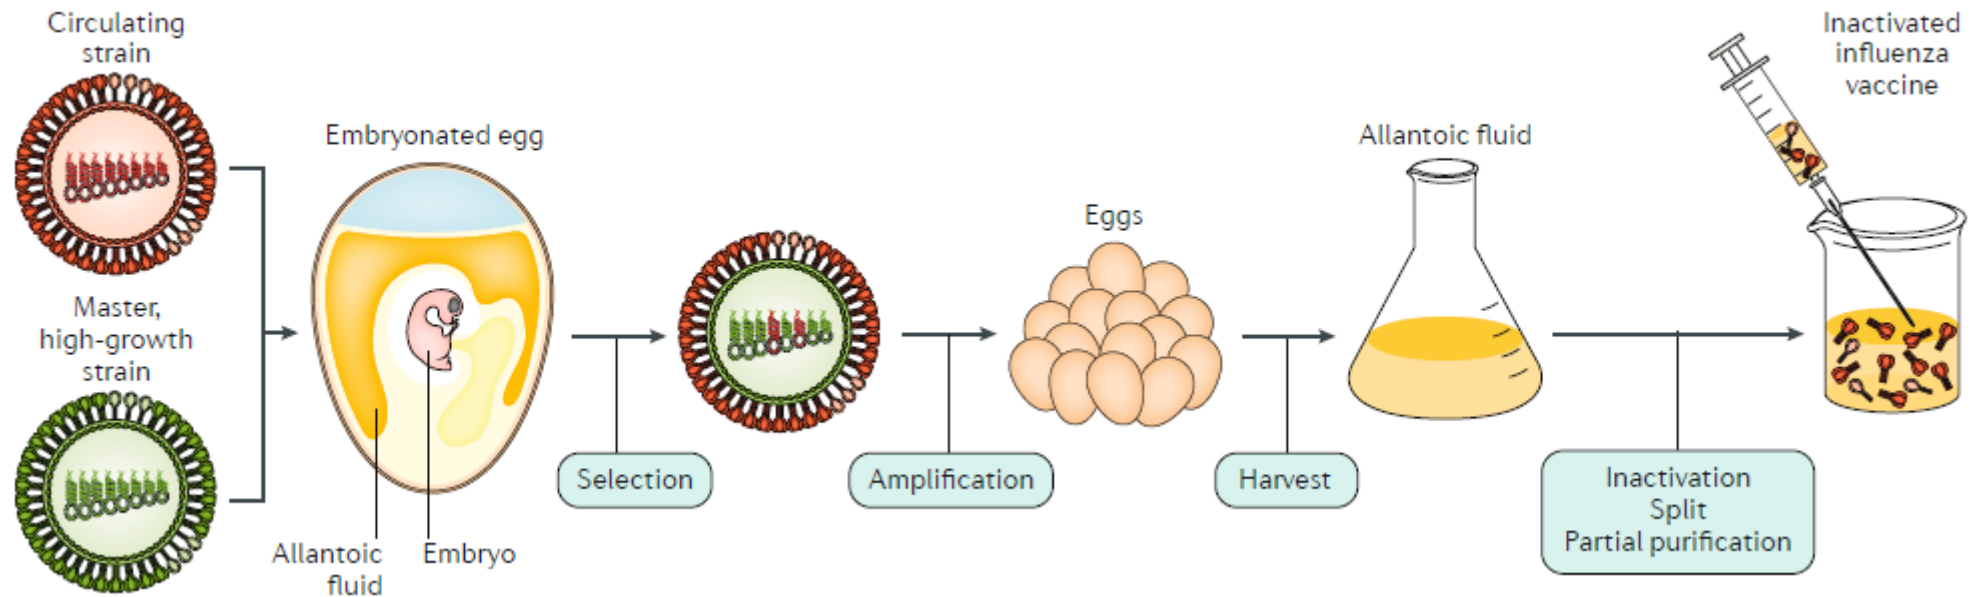 Circulating
strain
Master,
high-growth
strain
Embryonated egg
Allantoic
fluid
Embryo
Selection
Amplification
Eggs
Harvest
Allantoic fluid
Inactivation
Split
Partial purification
Inactivated
influenza
vaccine